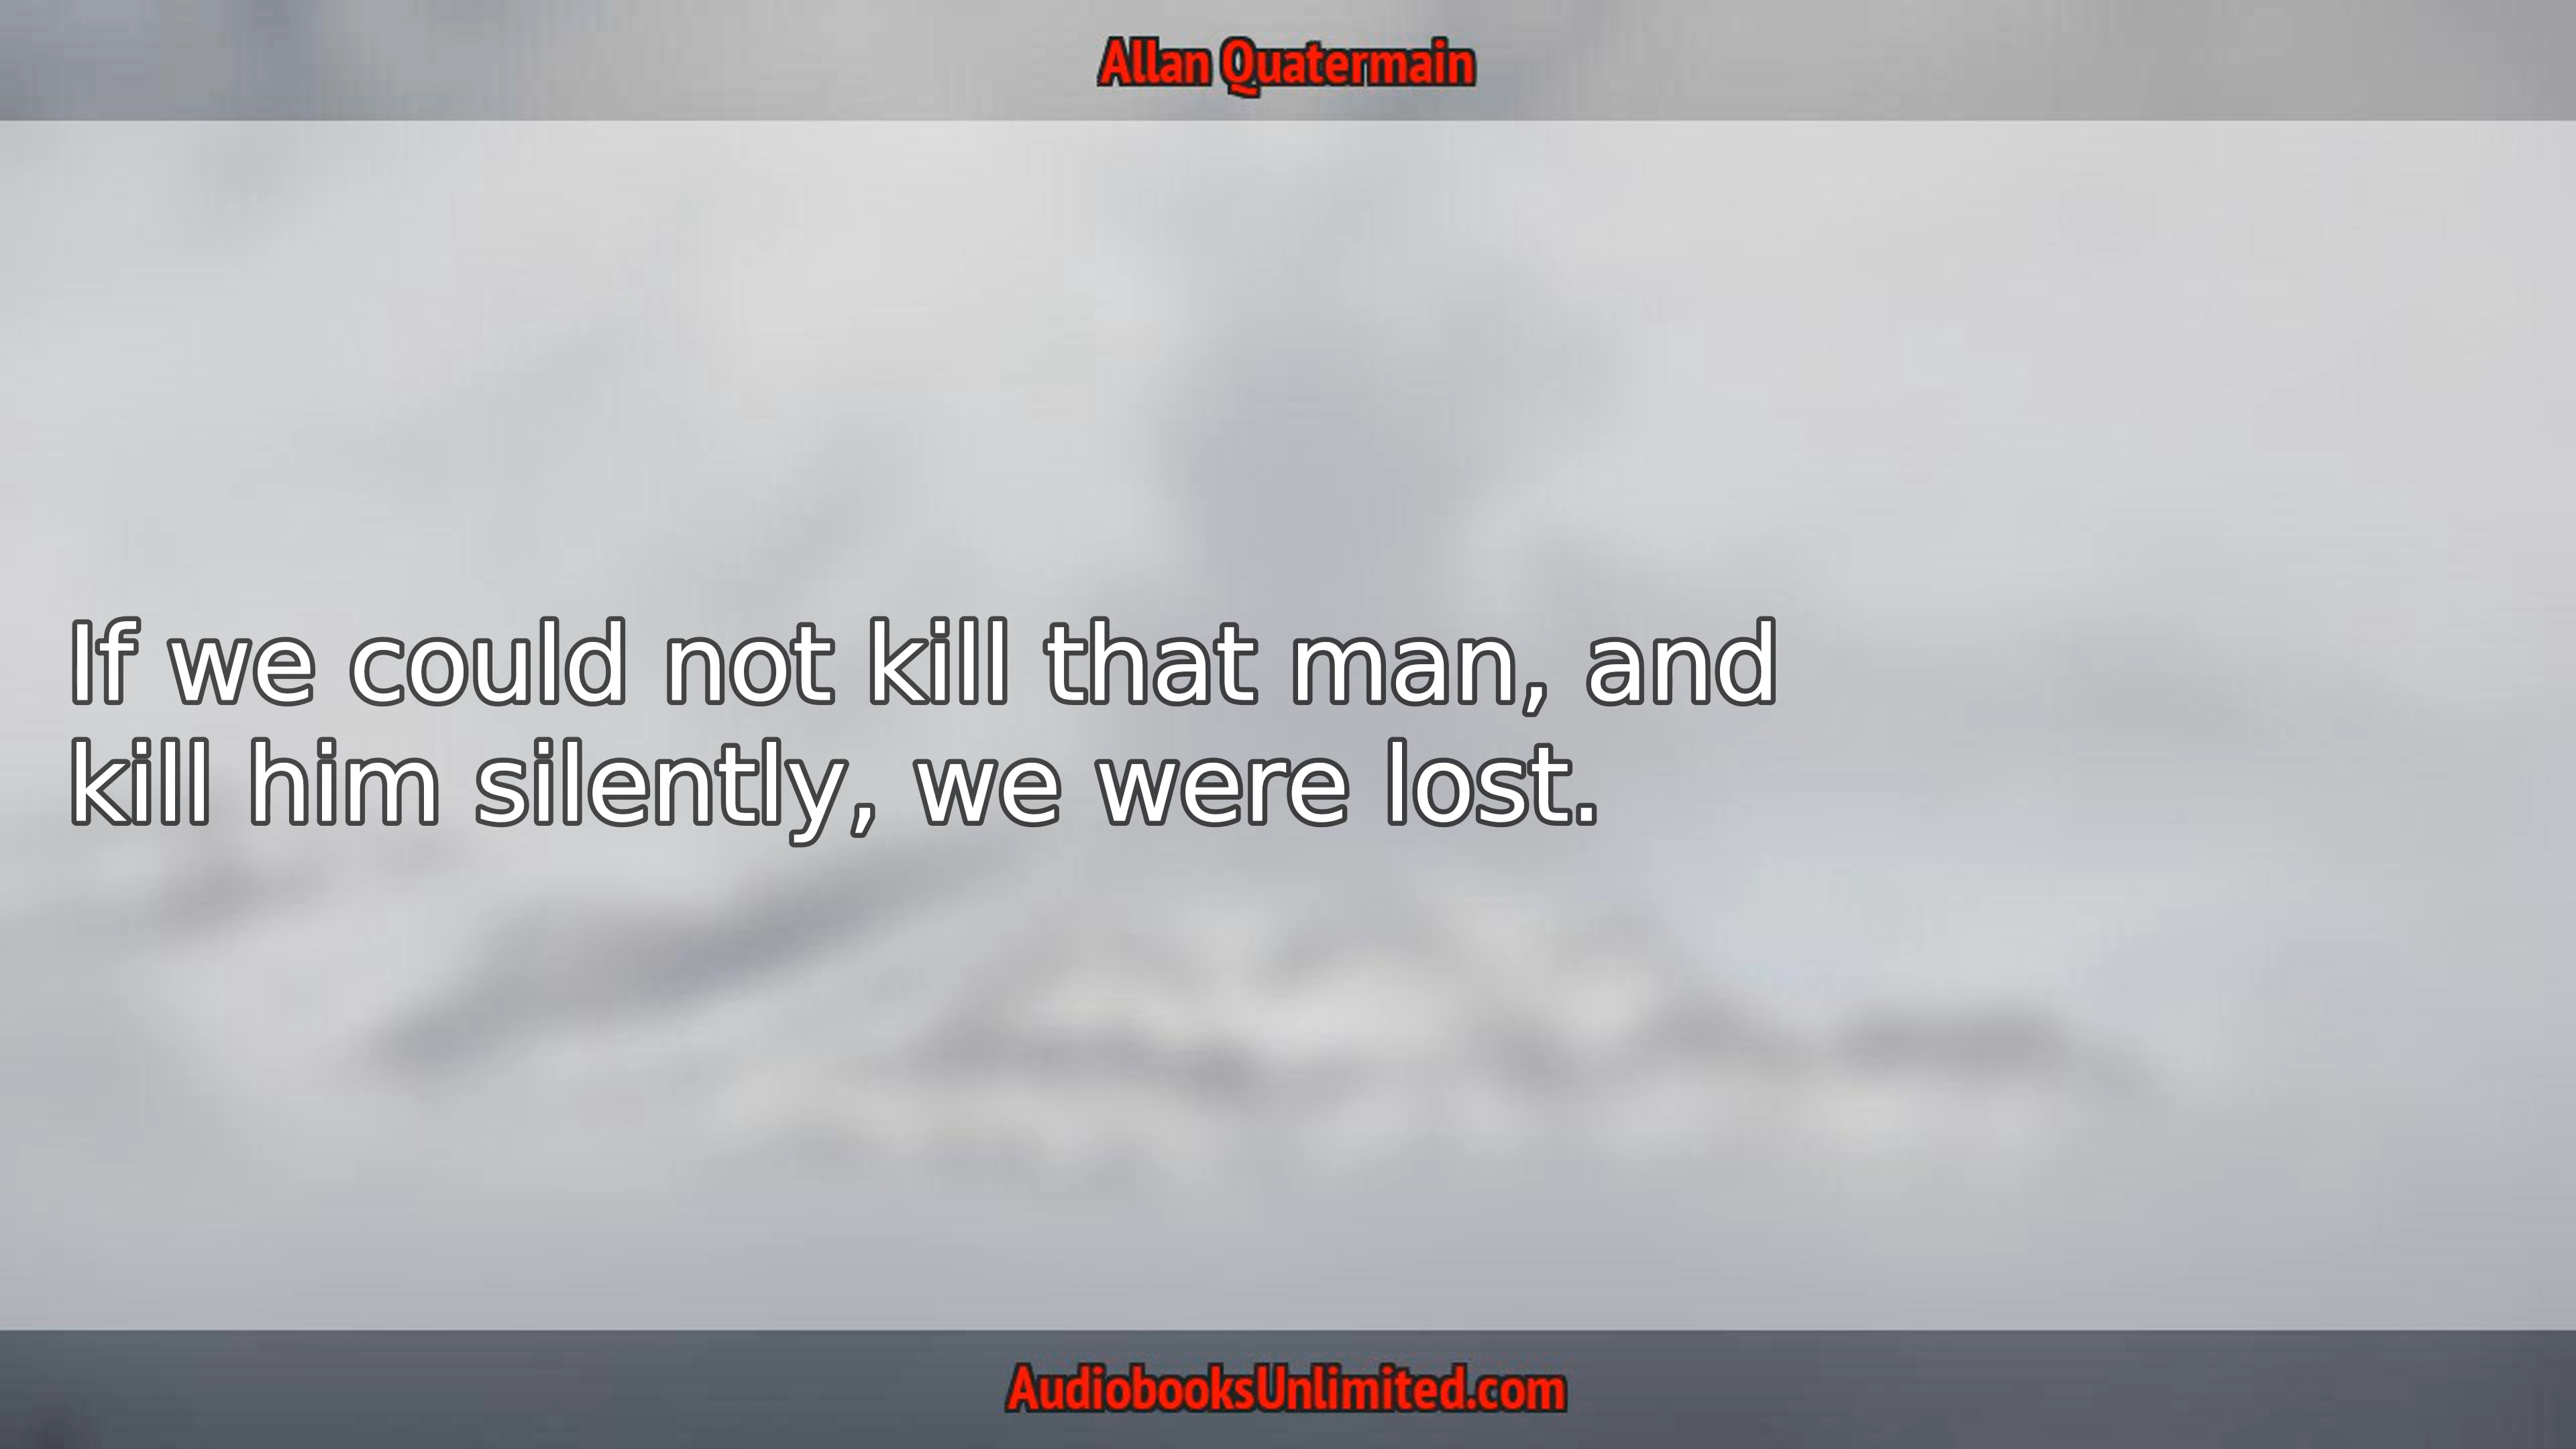 Allan Quatermain
If we could not kill that man, and
kill him silently, we were lost.
AudiobooksUnlimited.com